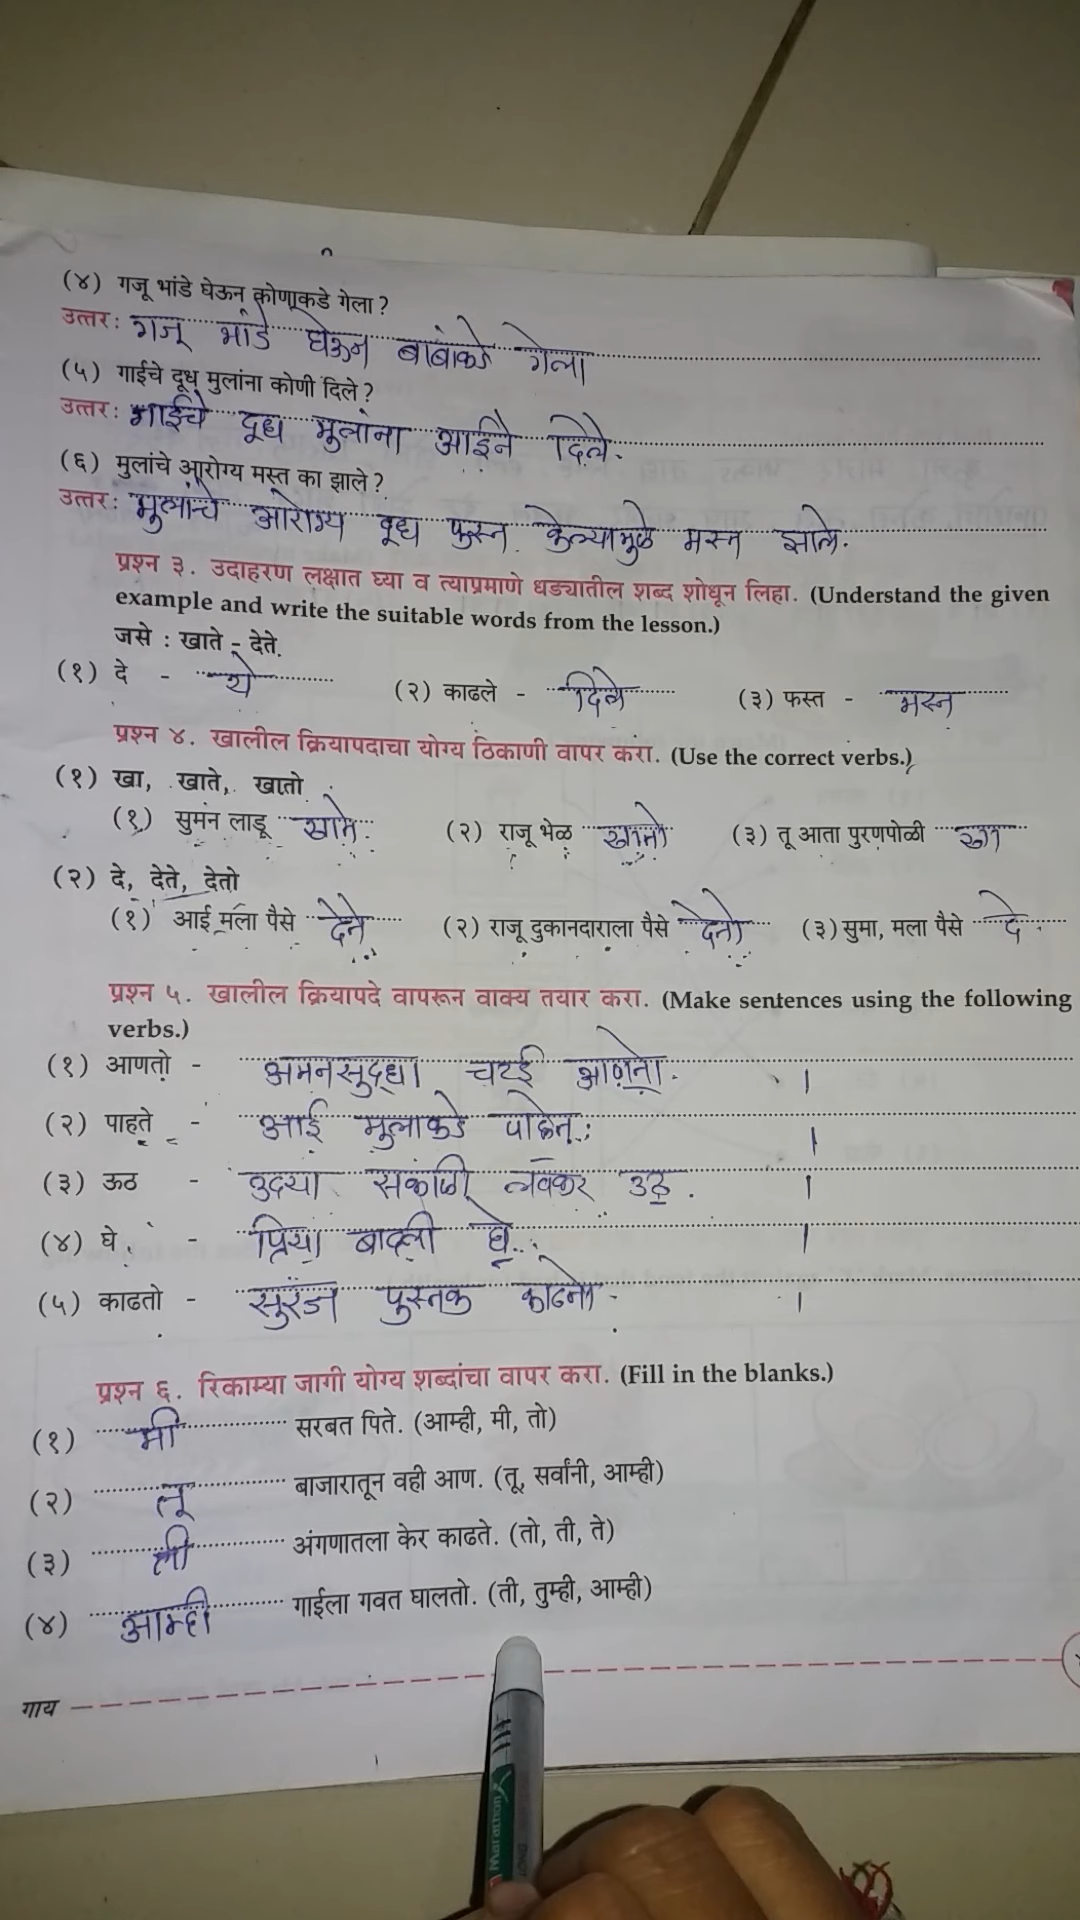 (४) गजू भांडे घेऊन कोणाकडे गेला?
उत्तर: गजू भांडे घेऊन बाबांकडे गेला
(५) गाईचे दूध मुलांना कोणी दिले?
उत्तर: गाईचे दूध मुलांना आईने दिले.
(६) मुलांचे आरोग्य मस्त का झाले?
उत्तर: मुलांचे आरोग्य दूध फस्त केल्यामुळे मस्त झाले.
प्रश्न ३. उदाहरण लक्षात घ्या व त्याप्रमाणे धड्यातील शब्द शोधून लिहा. (Understand the given
example and write the suitable words from the lesson.)
जसे : खाते - देते.
(१) दे - ये (२) काढले - दिले (३) फस्त - मस्त
प्रश्न ४. खालील क्रियापदाचा योग्य ठिकाणी वापर करा. (Use the correct verbs.)
(१) खा, खाते, खातो
(१) सुमन लाडू खाते. (२) राजू भेळ खातो (३) तू आता पुरणपोळी खा
(२) दे, देते, देतो
(१) आई मला पैसे देते (२) राजू दुकानदाराला पैसे देतो (३) सुमा, मला पैसे दे.
प्रश्न ५. खालील क्रियापदे वापरून वाक्य तयार करा. (Make sentences using the following
verbs.)
(१) आणतो - अमनसुद्धा चटई आणतो. ।
(२) पाहते - आई मुलाकडे पाहते. ।
(३) ऊठ - उद्या सकाळी लवकर उठ. ।
(४) घे - प्रिया बादली घे. ।
(५) काढतो - सुरज पुस्तक काढतो. ।
प्रश्न ६. रिकाम्या जागी योग्य शब्दांचा वापर करा. (Fill in the blanks.)
(१) मी सरबत पिते. (आम्ही, मी, तो)
(२) तू बाजारातून वही आण. (तू, सर्वांनी, आम्ही)
(३) ती अंगणातला केर काढते. (तो, ती, ते)
(४) आम्ही गाईला गवत घालतो. (ती, तुम्ही, आम्ही)
गाय
Marathon